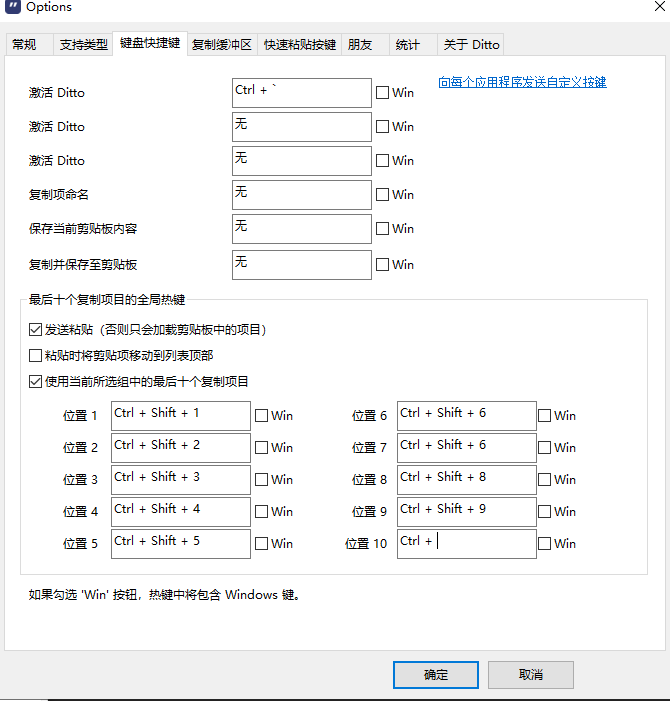 Options
常规 支持类型 键盘快捷键 复制缓冲区 快速粘贴按键 朋友 统计 关于 Ditto
激活 Ditto Ctrl + ` Win 向每个应用程序发送自定义按键
激活 Ditto 无 Win
激活 Ditto 无 Win
复制项命名 无 Win
保存当前剪贴板内容 无 Win
复制并保存至剪贴板 无 Win
最后十个复制项目的全局热键
发送粘贴（否则只会加载剪贴板中的项目）
粘贴时将剪贴项移动到列表顶部
使用当前所选组中的最后十个复制项目
位置 1 Ctrl + Shift + 1 Win 位置 6 Ctrl + Shift + 6 Win
位置 2 Ctrl + Shift + 2 Win 位置 7 Ctrl + Shift + 6 Win
位置 3 Ctrl + Shift + 3 Win 位置 8 Ctrl + Shift + 8 Win
位置 4 Ctrl + Shift + 4 Win 位置 9 Ctrl + Shift + 9 Win
位置 5 Ctrl + Shift + 5 Win 位置 10 Ctrl + Win
如果勾选 'Win' 按钮，热键中将包含 Windows 键。
确定 取消